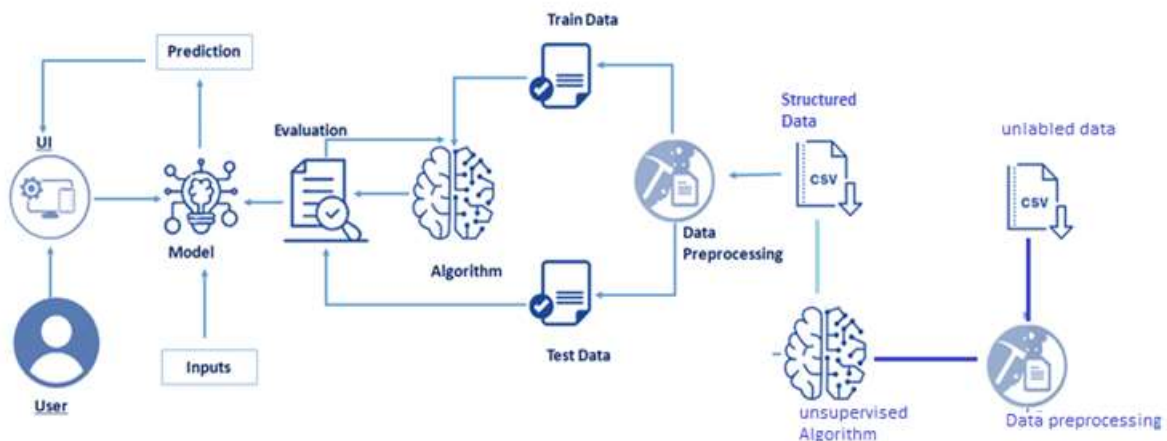 Train Data
Prediction
Structured
Data
Evaluation
unlabled data
UI
CSV
CSV
Data
Preprocessing
Model
Algorithm
Inputs
Test Data
User
unsupervised
Algorithm
Data preprocessing